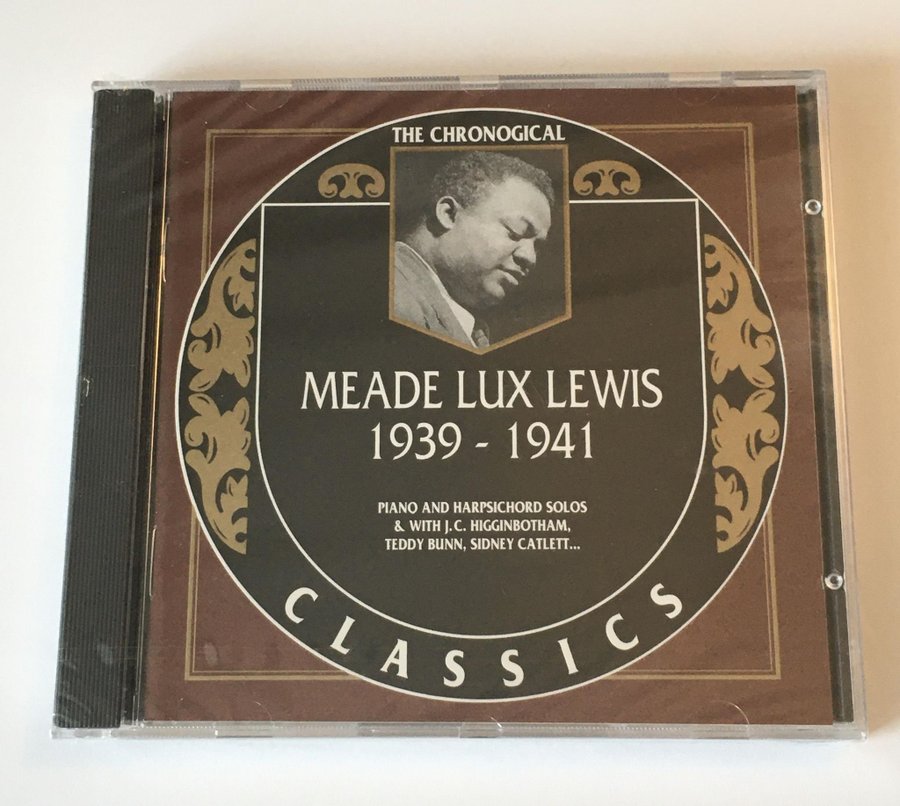 THE CHRONOGICAL
MEADE LUX LEWIS
1939 - 1941
PIANO AND HARPSICHORD SOLOS
& WITH J.C. HIGGINBOTHAM,
TEDDY BUNN, SIDNEY CATLETT...
CLASSICS